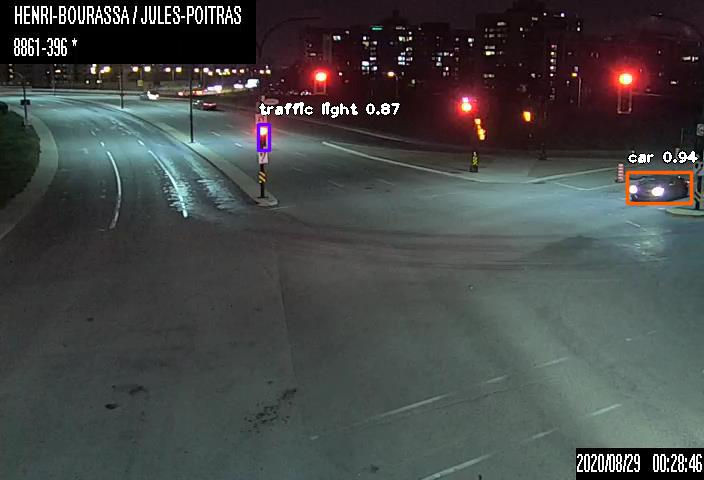 HENRI-BOURASSA / JULES-POITRAS
8861-396 *
traffic light 0.87
car 0.94
2020/08/29 00:28:46